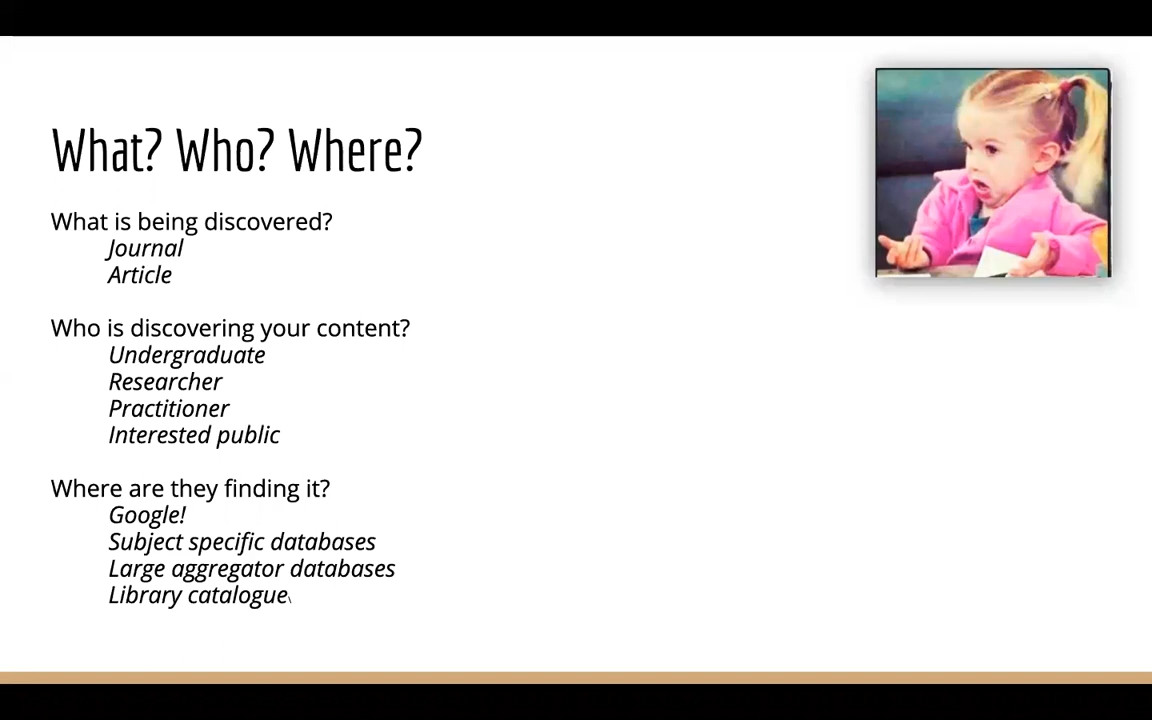 What? Who? Where?
What is being discovered?
Journal
Article
Who is discovering your content?
Undergraduate
Researcher
Practitioner
Interested public
Where are they finding it?
Google!
Subject specific databases
Large aggregator databases
Library catalogue\